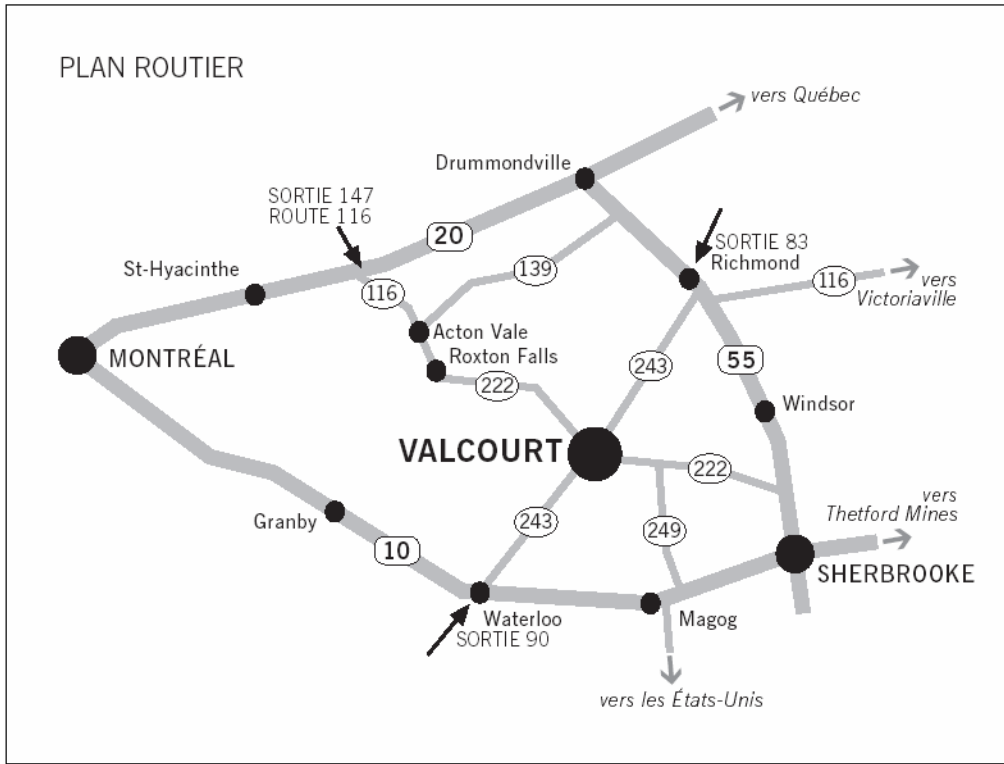 PLAN ROUTIER
vers Québec
Drummondville
SORTIE 147
ROUTE 116
20
SORTIE 83
Richmond
St-Hyacinthe
139
116
116
vers
Victoriaville
Acton Vale
MONTRÉAL
Roxton Falls
55
243
222
Windsor
VALCOURT
222
vers
Thetford Mines
Granby
243
249
10
SHERBROOKE
Waterloo
SORTIE 90
Magog
vers les États-Unis